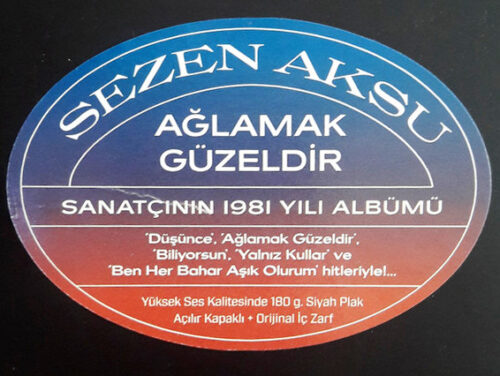 SEZEN AKSU
AĞLAMAK
GÜZELDİR
SANATÇININ 1981 YILI ALBÜMÜ
'Düşünce', 'Ağlamak Güzeldir',
'Biliyorsun', 'Yalnız Kullar' ve
'Ben Her Bahar Aşık Olurum' hitleriyle!...
Yüksek Ses Kalitesinde 180 g. Siyah Plak
Açılır Kapaklı + Orijinal İç Zarf